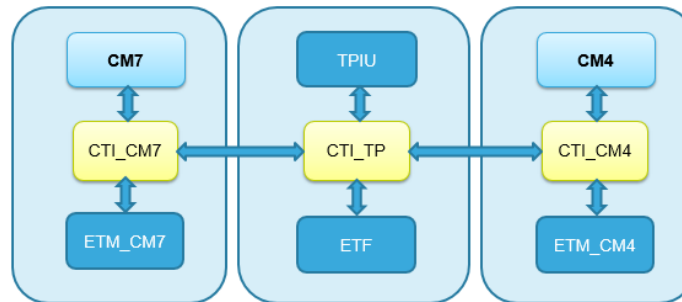 CM7
TPIU
CM4
CTI_CM7
CTI_TP
CTI_CM4
ETM_CM7
ETF
ETM_CM4